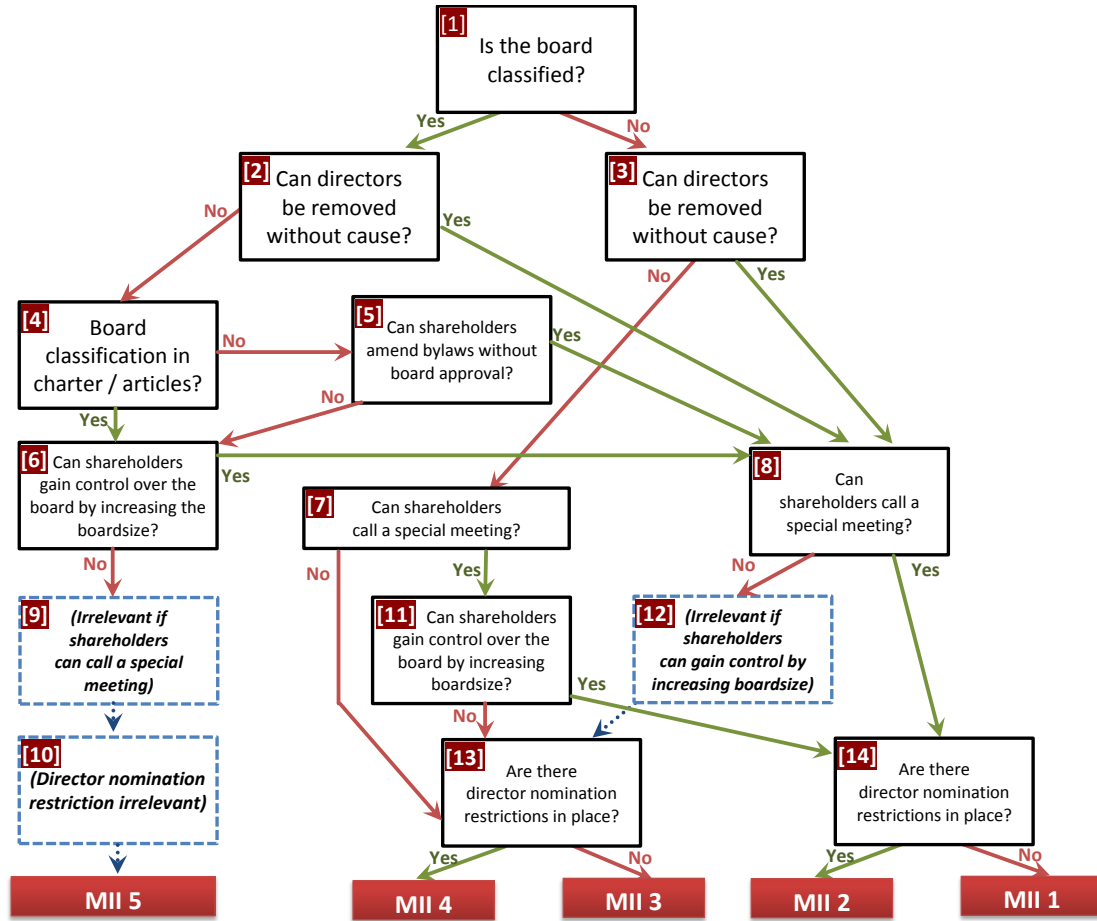 [1]
Is the board
classified?
Yes
No
[2]
Can directors
be removed
without cause?
[3]
Can directors
be removed
without cause?
No
Yes
No
Yes
[4]
Board
classification in
charter / articles?
No
[5]
Can shareholders
amend bylaws without
board approval?
Yes
Yes
No
[6]
Can shareholders
gain control over the
board by increasing the
boardsize?
Yes
[7]
Can shareholders
call a special meeting?
[8]
Can
shareholders call a
special meeting?
No
No
Yes
No
Yes
[9]
(Irrelevant if
shareholders
can call a special
meeting)
[11]
Can shareholders
gain control over the
board by increasing
boardsize?
[12]
(Irrelevant if
shareholders
can gain control by
increasing boardsize)
Yes
No
[10]
(Director nomination
restriction irrelevant)
[13]
Are there
director nomination
restrictions in place?
[14]
Are there
director nomination
restrictions in place?
Yes
No
Yes
No
MII 5
MII 4
MII 3
MII 2
MII 1